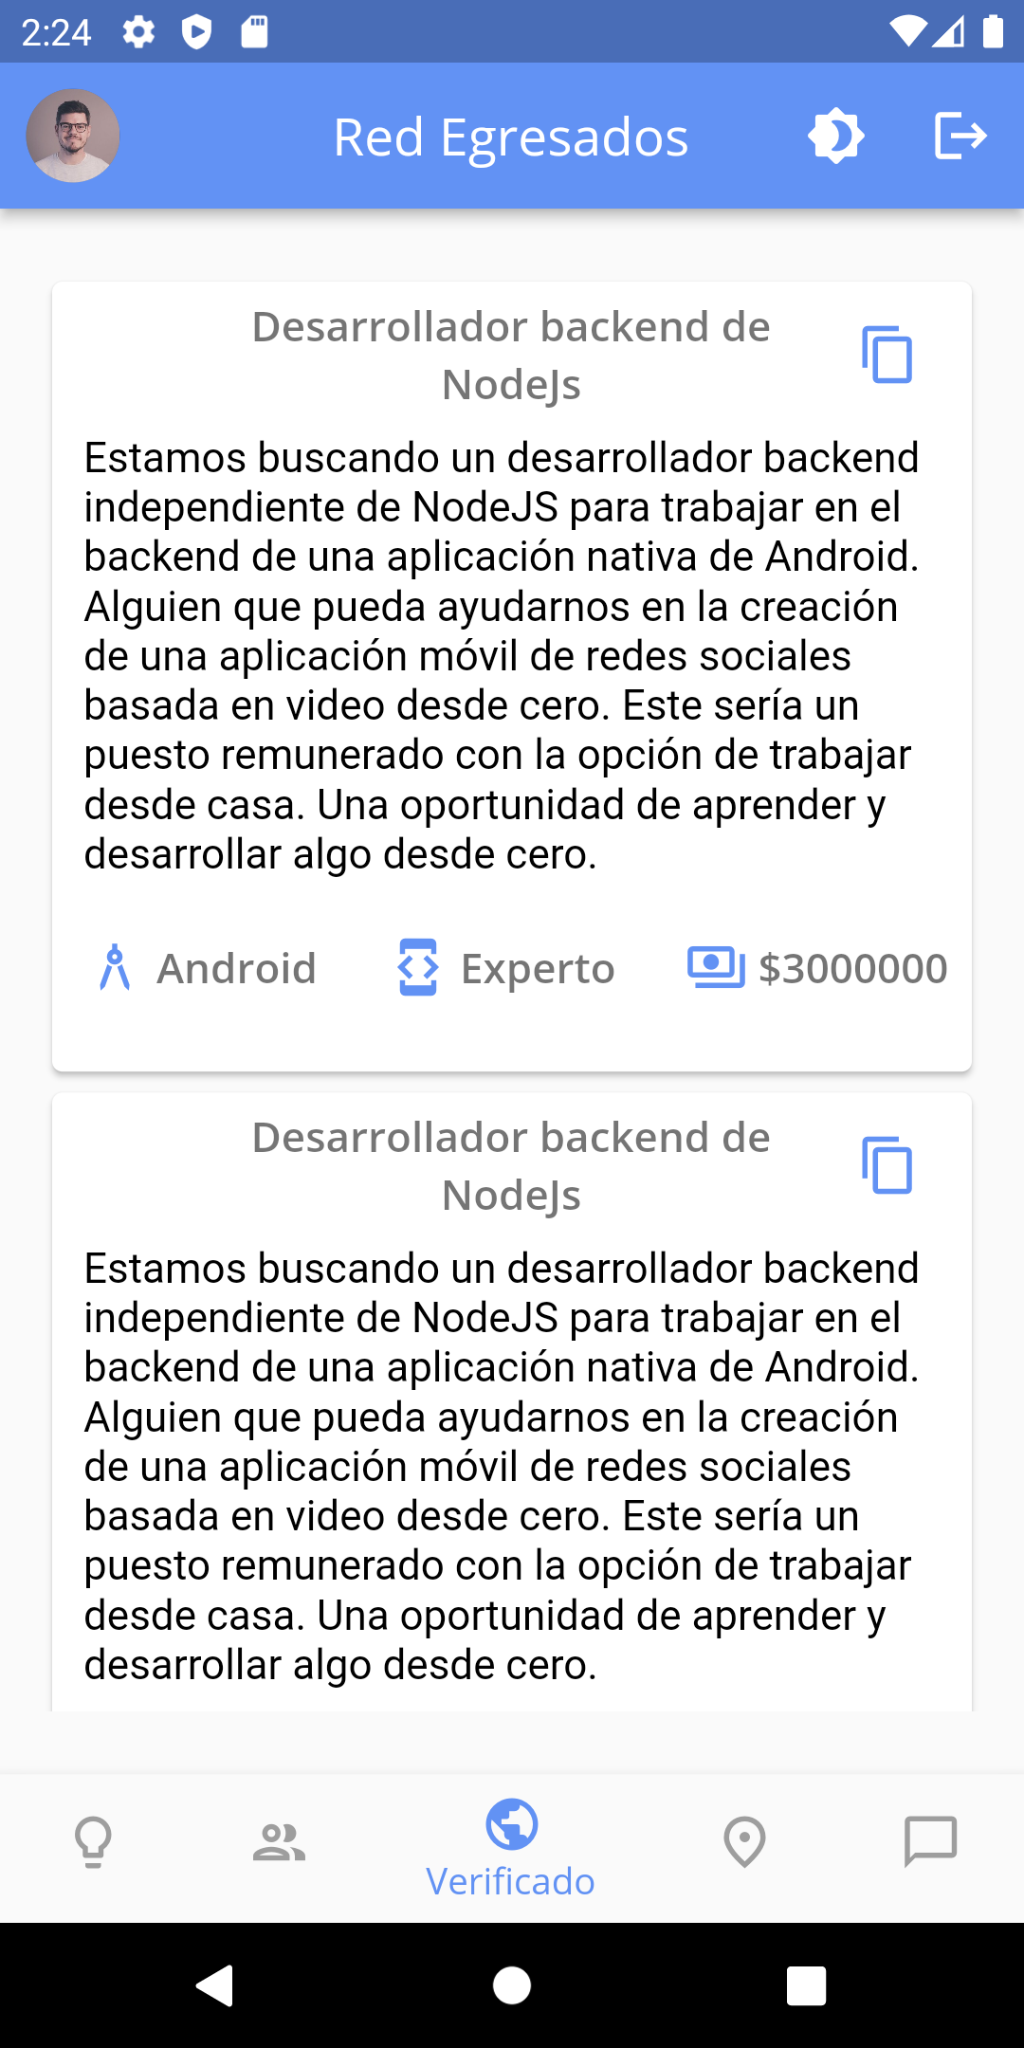 2:24
Red Egresados
Desarrollador backend de
NodeJs
Estamos buscando un desarrollador backend
independiente de NodeJS para trabajar en el
backend de una aplicación nativa de Android.
Alguien que pueda ayudarnos en la creación
de una aplicación móvil de redes sociales
basada en video desde cero. Este sería un
puesto remunerado con la opción de trabajar
desde casa. Una oportunidad de aprender y
desarrollar algo desde cero.
Android Experto $3000000
Desarrollador backend de
NodeJs
Estamos buscando un desarrollador backend
independiente de NodeJS para trabajar en el
backend de una aplicación nativa de Android.
Alguien que pueda ayudarnos en la creación
de una aplicación móvil de redes sociales
basada en video desde cero. Este sería un
puesto remunerado con la opción de trabajar
desde casa. Una oportunidad de aprender y
desarrollar algo desde cero.
Verificado